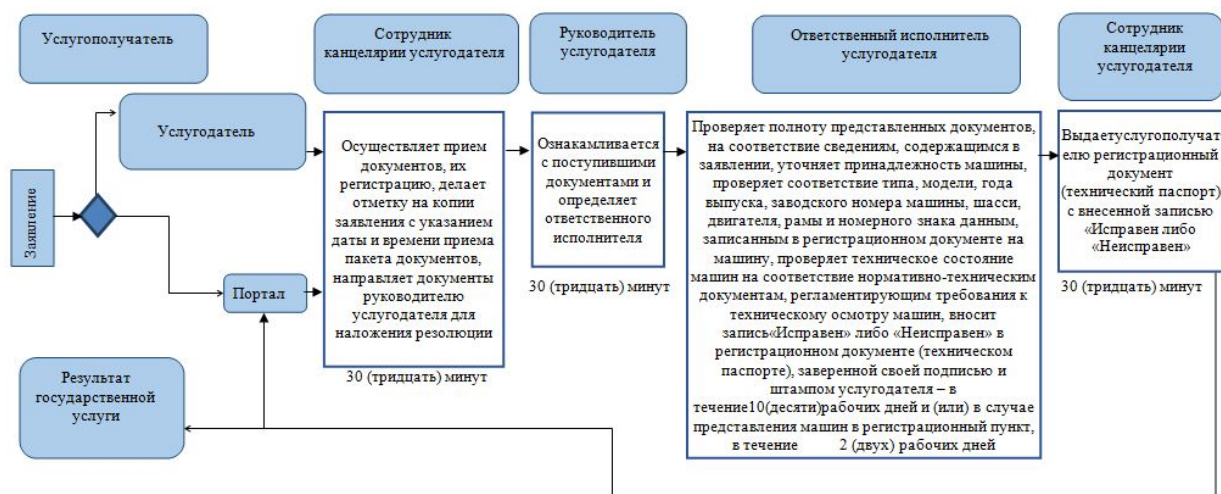 Услугополучатель
Сотрудник
канцелярии услугодателя
Руководитель
услугодателя
Ответственный исполнитель
услугодателя
Сотрудник
канцелярии
услугодателя
Заявление
Услугодатель
Портал
Результат
государственной
услуги
Осуществляет прием
документов, их
регистрацию, делает
отметку на копии
заявления с указанием
даты и времени приема
пакета документов,
направляет документы
руководителю
услугодателя для
наложения резолюции
30 (тридцать) минут
Ознакамливается
с поступившими
документами и
определяет
ответственного
исполнителя
30 (тридцать) минут
Проверяет полноту представленных документов,
на соответствие сведениям, содержащимся в
заявлении, уточняет принадлежность машины,
проверяет соответствие типа, модели, года
выпуска, заводского номера машины, шасси,
двигателя, рамы и номерного знака данным,
записанным в регистрационном документе на
машину, проверяет техническое состояние
машин на соответствие нормативно-техническим
документам, регламентирующим требования к
техническому осмотру машин, вносит
запись«Исправен» либо «Неисправен» в
регистрационном документе (техническом
паспорте), заверенной своей подписью и
штампом услугодателя – в
течение10(десяти)рабочих дней и (или) в случае
представления машин в регистрационный пункт,
в течение 2 (двух) рабочих дней
Выдаетуслугополучат
елю регистрационный
документ
(технический паспорт)
с внесенной записью
«Исправен либо
«Неисправен»
30 (тридцать) минут